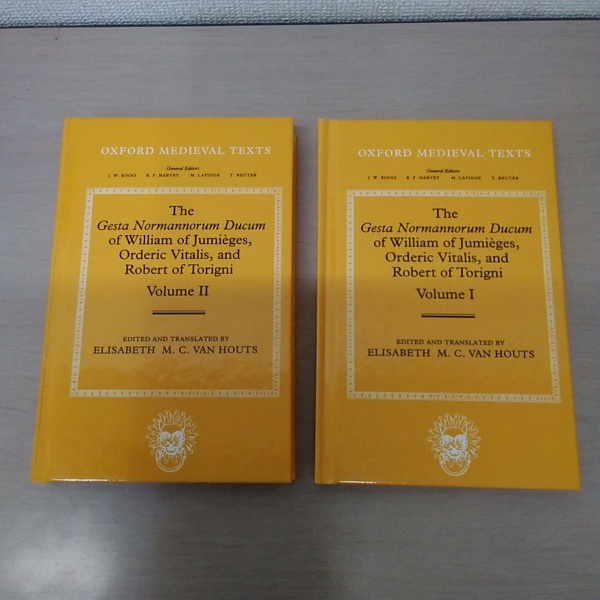 OXFORD MEDIEVAL TEXTS
General Editors
J. W. BINNS B. F. HARVEY M. LAPIDGE T. REUTER
The
Gesta Normannorum Ducum
of William of Jumièges,
Orderic Vitalis, and
Robert of Torigni
Volume II
EDITED AND TRANSLATED BY
ELISABETH M. C. VAN HOUTS
OXFORD MEDIEVAL TEXTS
General Editors
J. W. BINNS B. F. HARVEY M. LAPIDGE T. REUTER
The
Gesta Normannorum Ducum
of William of Jumièges,
Orderic Vitalis, and
Robert of Torigni
Volume I
EDITED AND TRANSLATED BY
ELISABETH M. C. VAN HOUTS